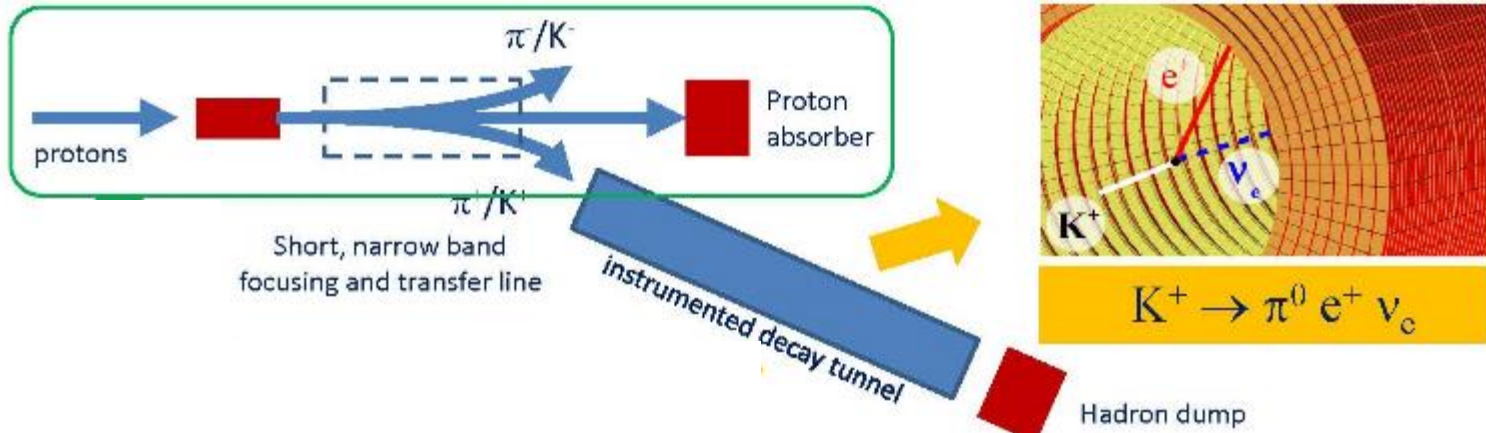 π⁻/K⁻
protons
Proton
absorber
π⁺/K⁺
Short, narrow band
focusing and transfer line
instrumented decay tunnel
Hadron dump
e⁺
νₑ
K⁺
K⁺ → π⁰ e⁺ νₑ